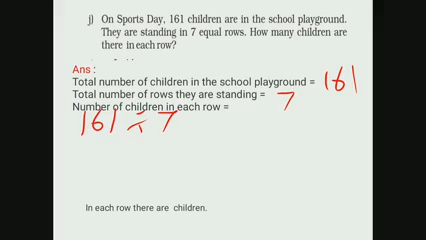 j) On Sports Day, 161 children are in the school playground.
They are standing in 7 equal rows. How many children are
there in each row?
Ans :
Total number of children in the school playground = 161
Total number of rows they are standing = 7
Number of children in each row =
161 ÷ 7
In each row there are children.